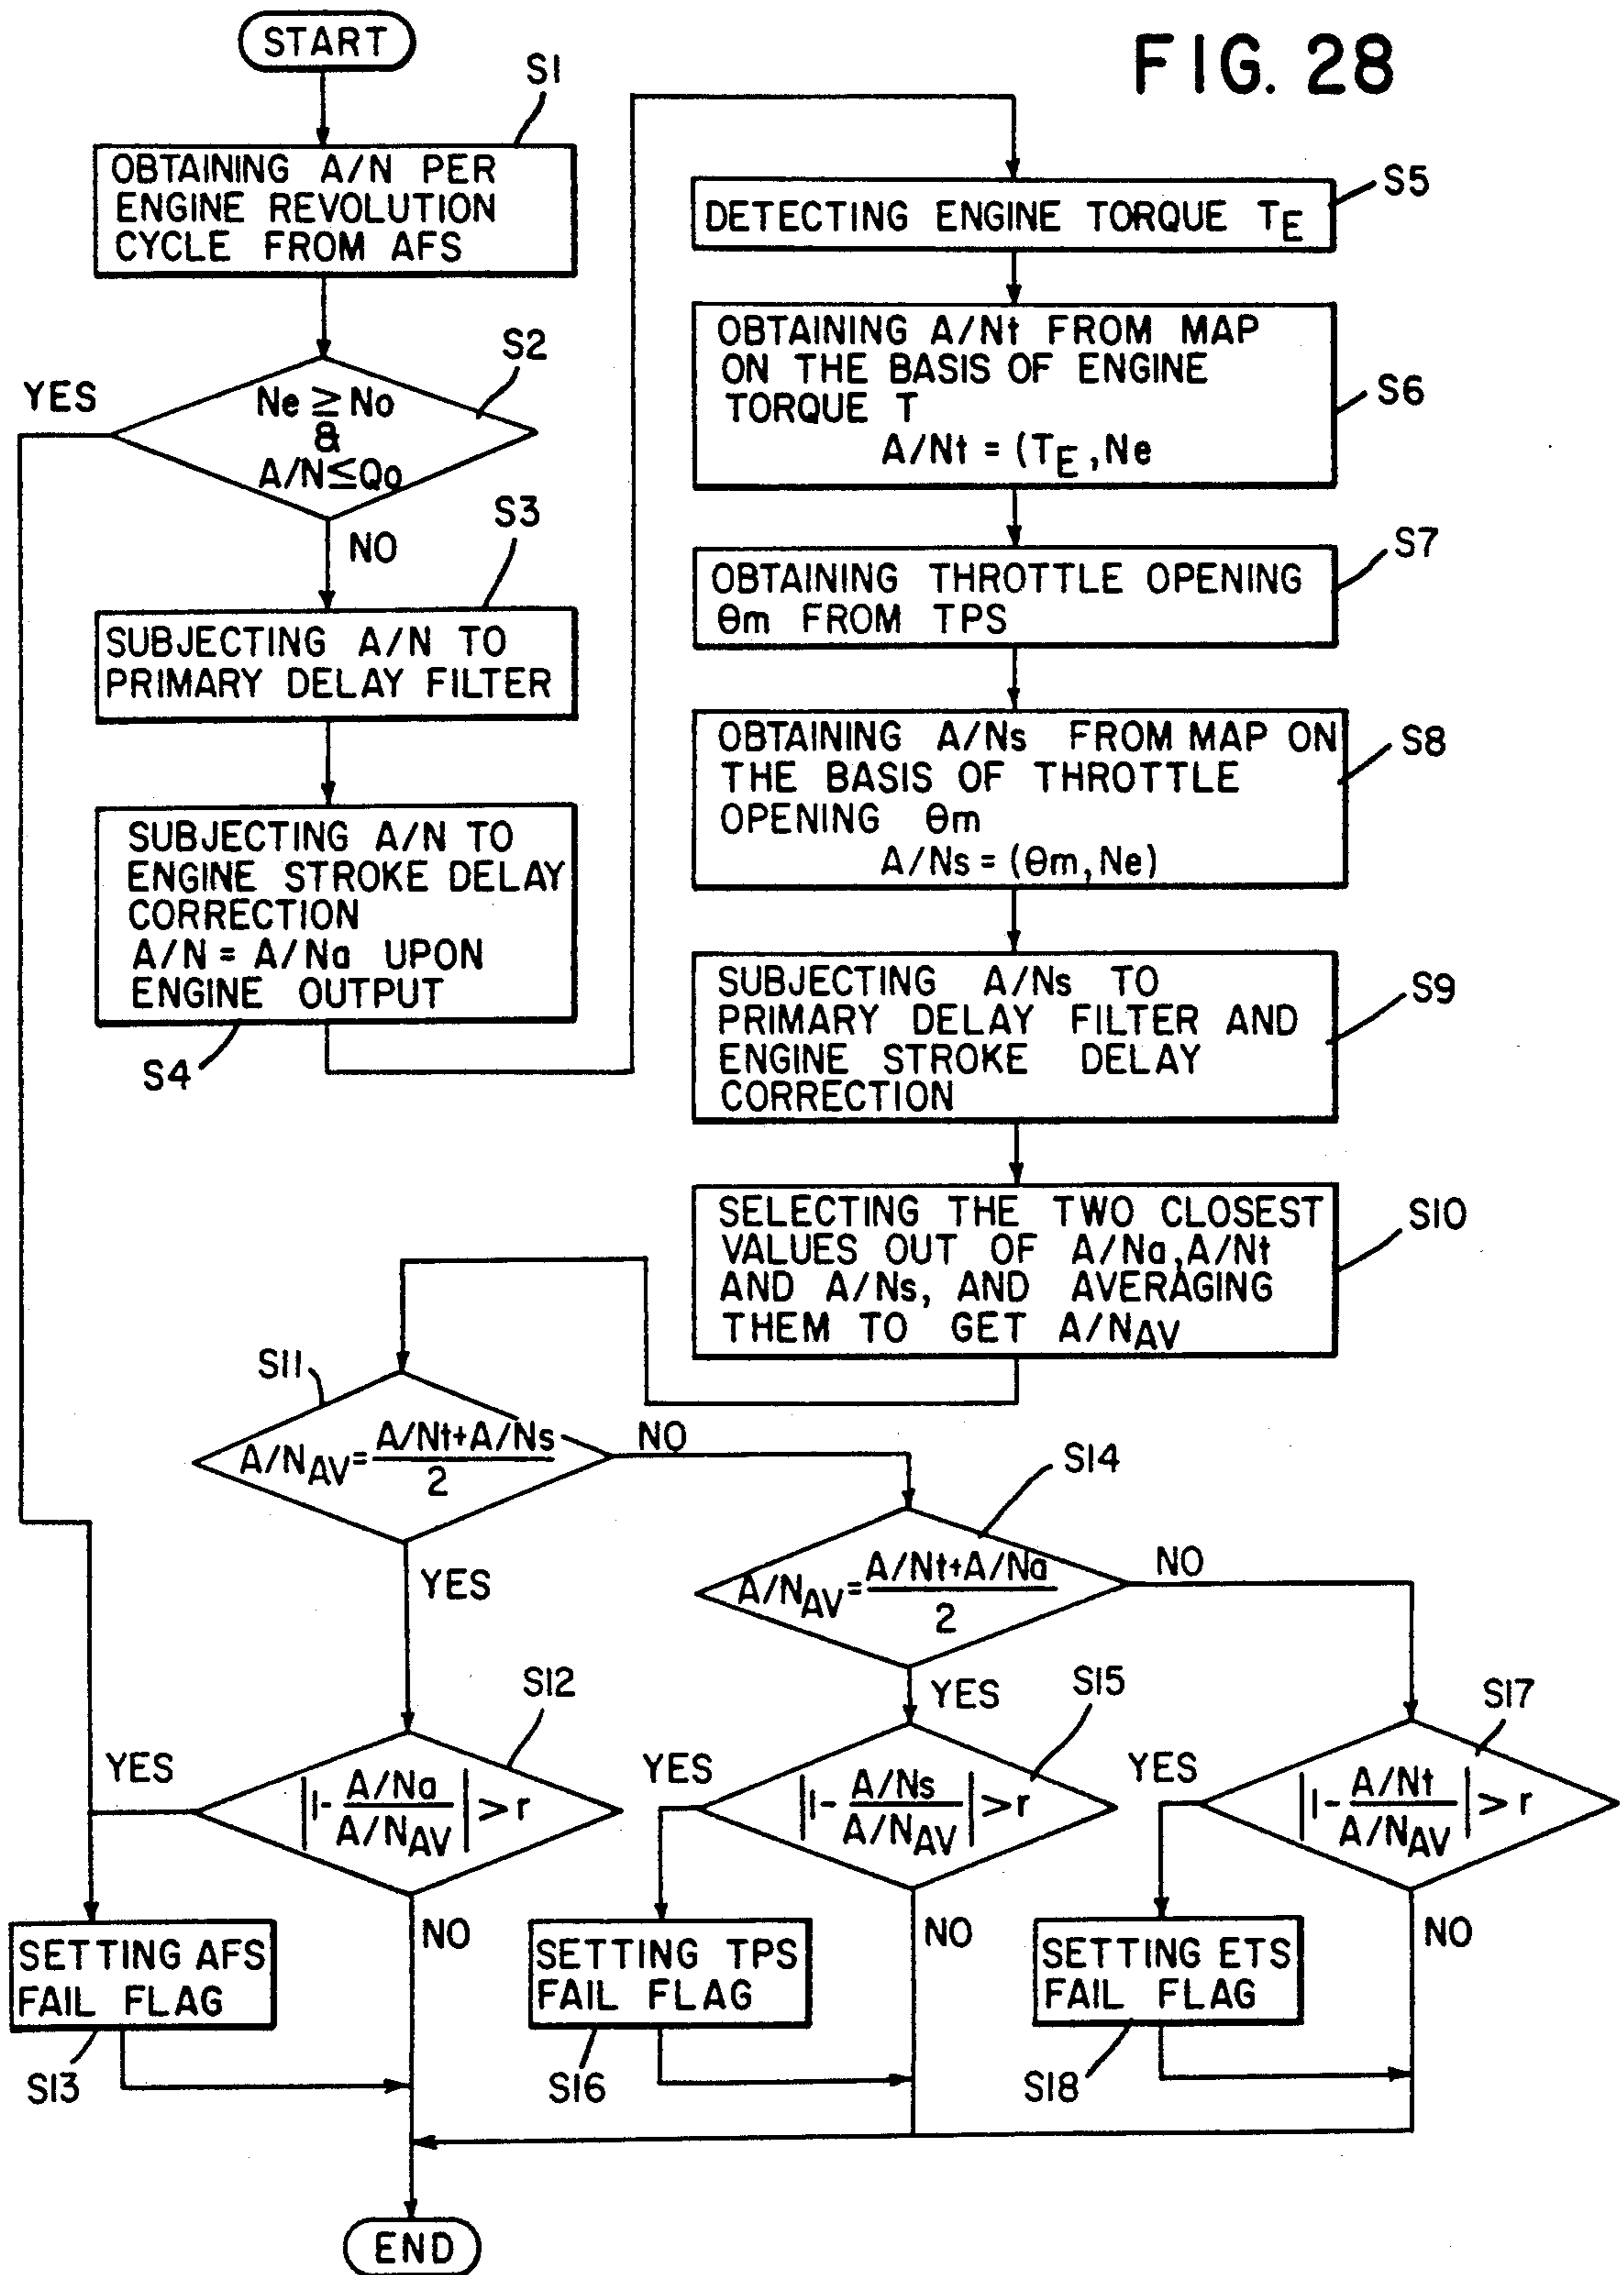 FIG. 28
START
S1
OBTAINING A/N PER
ENGINE REVOLUTION
CYCLE FROM AFS
S2
YES
Ne ≥ No
&
A/N ≤ Qo
NO
S3
SUBJECTING A/N TO
PRIMARY DELAY FILTER
SUBJECTING A/N TO
ENGINE STROKE DELAY
CORRECTION
A/N = A/Na UPON
ENGINE OUTPUT
S4
S5
DETECTING ENGINE TORQUE TE
OBTAINING A/Nt FROM MAP
ON THE BASIS OF ENGINE
TORQUE T
A/Nt = (TE, Ne
S6
S7
OBTAINING THROTTLE OPENING
θm FROM TPS
S8
OBTAINING A/Ns FROM MAP ON
THE BASIS OF THROTTLE
OPENING θm
A/Ns = (θm, Ne)
S9
SUBJECTING A/Ns TO
PRIMARY DELAY FILTER AND
ENGINE STROKE DELAY
CORRECTION
S10
SELECTING THE TWO CLOSEST
VALUES OUT OF A/Na, A/Nt
AND A/Ns, AND AVERAGING
THEM TO GET A/NAV
S11
A/NAV = A/Nt+A/Ns
2
NO
YES
S14
A/NAV = A/Nt+A/Na
2
NO
YES
S12
YES
|1- A/Na
A/NAV | > r
NO
S15
YES
|1- A/Ns
A/NAV | > r
NO
S17
YES
|1- A/Nt
A/NAV | > r
NO
SETTING AFS
FAIL FLAG
S13
SETTING TPS
FAIL FLAG
S16
SETTING ETS
FAIL FLAG
S18
END